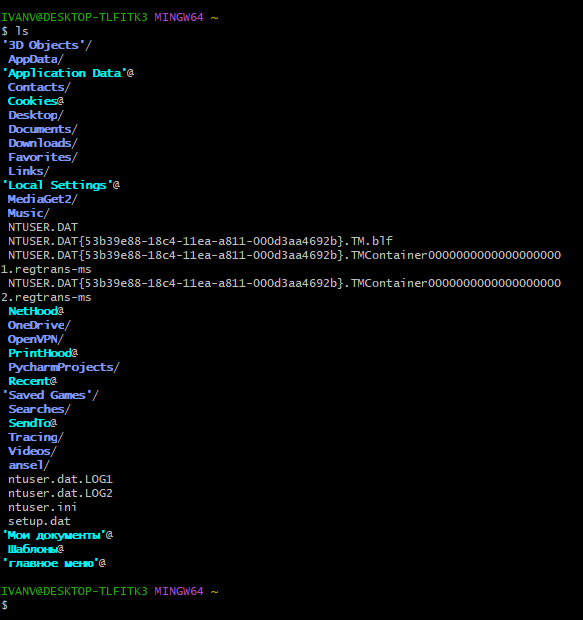 IVANV@DESKTOP-TLFITK3 MINGW64 ~
$ ls
'3D Objects'/
AppData/
'Application Data'@
Contacts/
Cookies@
Desktop/
Documents/
Downloads/
Favorites/
Links/
'Local Settings'@
MediaGet2/
Music/
NTUSER.DAT
NTUSER.DAT{53b39e88-18c4-11ea-a811-000d3aa4692b}.TM.blf
NTUSER.DAT{53b39e88-18c4-11ea-a811-000d3aa4692b}.TMContainer0000000000000000000
1.regtrans-ms
NTUSER.DAT{53b39e88-18c4-11ea-a811-000d3aa4692b}.TMContainer0000000000000000000
2.regtrans-ms
NetHood@
OneDrive/
OpenVPN/
PrintHood@
PycharmProjects/
Recent@
'Saved Games'/
Searches/
SendTo@
Tracing/
Videos/
ansel/
ntuser.dat.LOG1
ntuser.dat.LOG2
ntuser.ini
setup.dat
'Мои документы'@
Шаблоны@
'главное меню'@
IVANV@DESKTOP-TLFITK3 MINGW64 ~
$